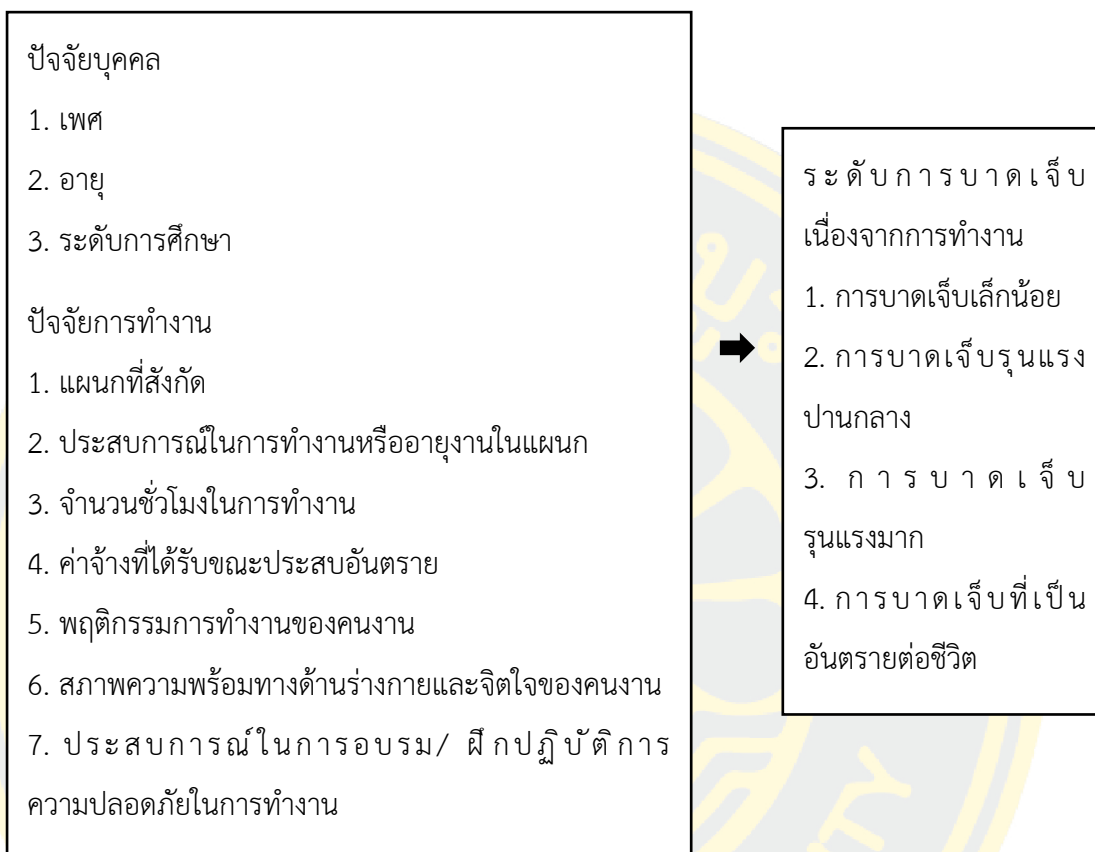 ปัจจัยบุคคล
1. เพศ
2. อายุ
3. ระดับการศึกษา
ปัจจัยการทำงาน
1. แผนกที่สังกัด
2. ประสบการณ์ในการทำงานหรืออายุงานในแผนก
3. จำนวนชั่วโมงในการทำงาน
4. ค่าจ้างที่ได้รับขณะประสบอันตราย
5. พฤติกรรมการทำงานของคนงาน
6. สภาพความพร้อมทางด้านร่างกายและจิตใจของคนงาน
7. ประสบการณ์ในการอบรม/ ฝึกปฏิบัติการ
ความปลอดภัยในการทำงาน
ระดับการบาดเจ็บ
เนื่องจากการทำงาน
1. การบาดเจ็บเล็กน้อย
2. การบาดเจ็บรุนแรง
ปานกลาง
3. การบาดเจ็บ
รุนแรงมาก
4. การบาดเจ็บที่เป็น
อันตรายต่อชีวิต